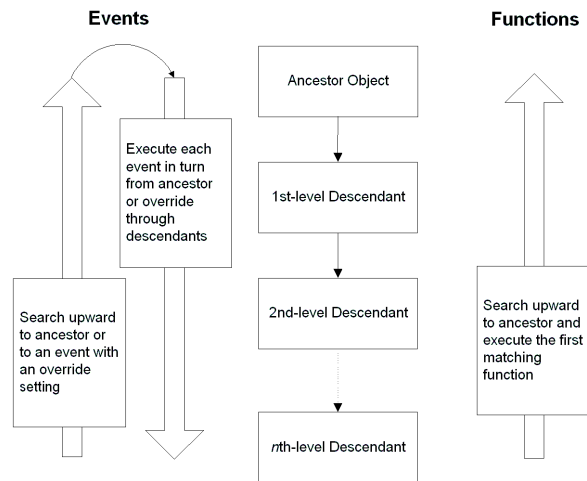 Events
Functions
Ancestor Object
Execute each
event in turn
from ancestor
or override
through
descendants
1st-level Descendant
Search upward
to ancestor or
to an event with
an override
setting
2nd-level Descendant
Search upward
to ancestor and
execute the first
matching
function
nth-level Descendant